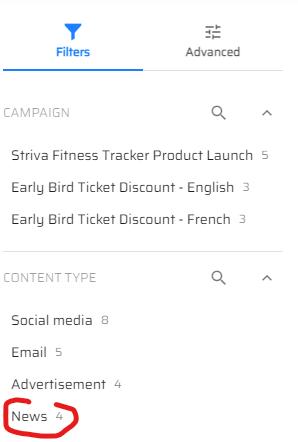 Filters Advanced
CAMPAIGN
Striva Fitness Tracker Product Launch 5
Early Bird Ticket Discount - English 3
Early Bird Ticket Discount - French 3
CONTENT TYPE
Social media 8
Email 5
Advertisement 4
News 4